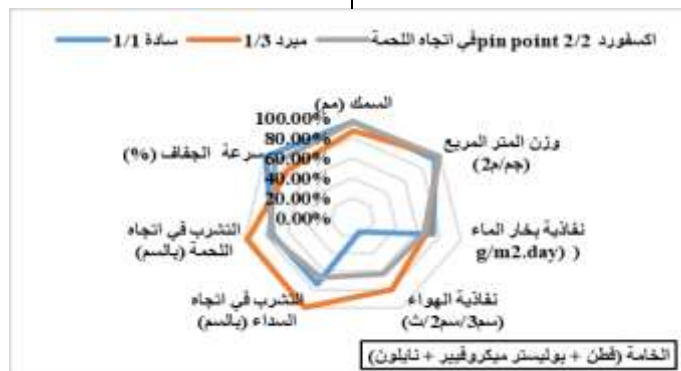 سادة 1/1 مبرد 1/3 اكسفورد 2/2 pin point في اتجاه اللحمة
السمك (مم)
100.00%
80.00%
60.00%
40.00%
20.00%
0.00%
وزن المتر المربع
(جم/م2)
نفاذية بخار الماء
( (g/m2.day
نفاذية الهواء
(سم3/سم2/ث)
التشرب في اتجاه
السداء (بالسم)
التشرب في اتجاه
اللحمة (بالسم)
سرعة الجفاف (%)
الخامة (قطن + بوليستر ميكروفيبر + نايلون)